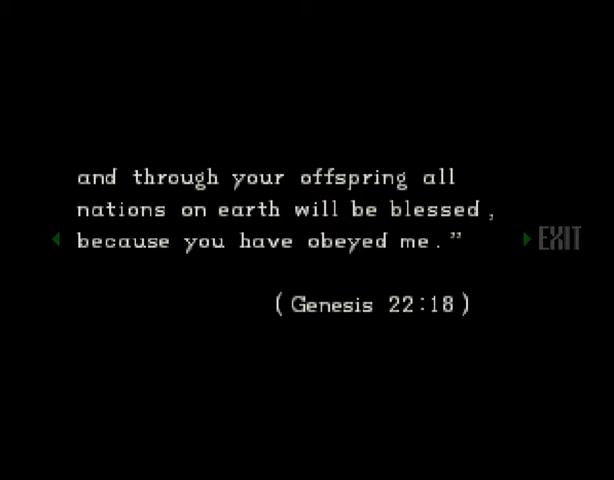 and through your offspring all
nations on earth will be blessed,
because you have obeyed me.”
EXIT
(Genesis 22:18)